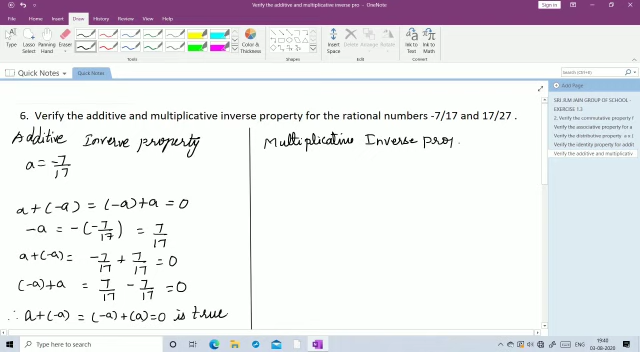 Verify the additive and multiplicative inverse pro - OneNote
Sign in
File Home Insert Draw History Review View Help
Type
Lasso Select
Panning Hand
Eraser
Color & Thickness
Insert Space
Ink to Text
Ink to Math
Tools
Shapes
Edit
Convert
Quick Notes
Quick Notes
Search (Ctrl+E)
Add Page
SRI JLM JAIN GROUP OF SCHOOL
EXERCISE 1.3
2. Verify the commutative property f
Verify the associative property for a
Verify the distributive property a x (
Verify the identity property for addit
Verify the additive and multiplicativ
6. Verify the additive and multiplicative inverse property for the rational numbers -7/17 and 17/27 .
Additive Inverse property
a = -7/17
a+(-a) = (-a)+a = 0
-a = -(-7/17) = 7/17
a+(-a) = -7/17 + 7/17 = 0
(-a)+a = 7/17 - 7/17 = 0
∴ a+(-a) = (-a)+(a) = 0 is true
Multiplicative Inverse prop
Type here to search
ENG
19:40
03-08-2020